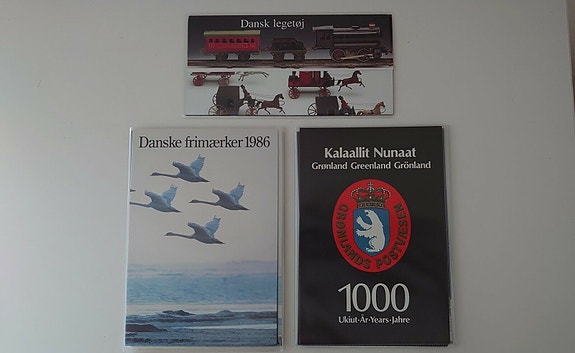 Dansk legetøj
Danske frimærker 1986
Kalaallit Nunaat
Grønland Greenland Grönland
GRØNLANDS POSTVÆSEN
1000
Ukiut·År·Years·Jahre